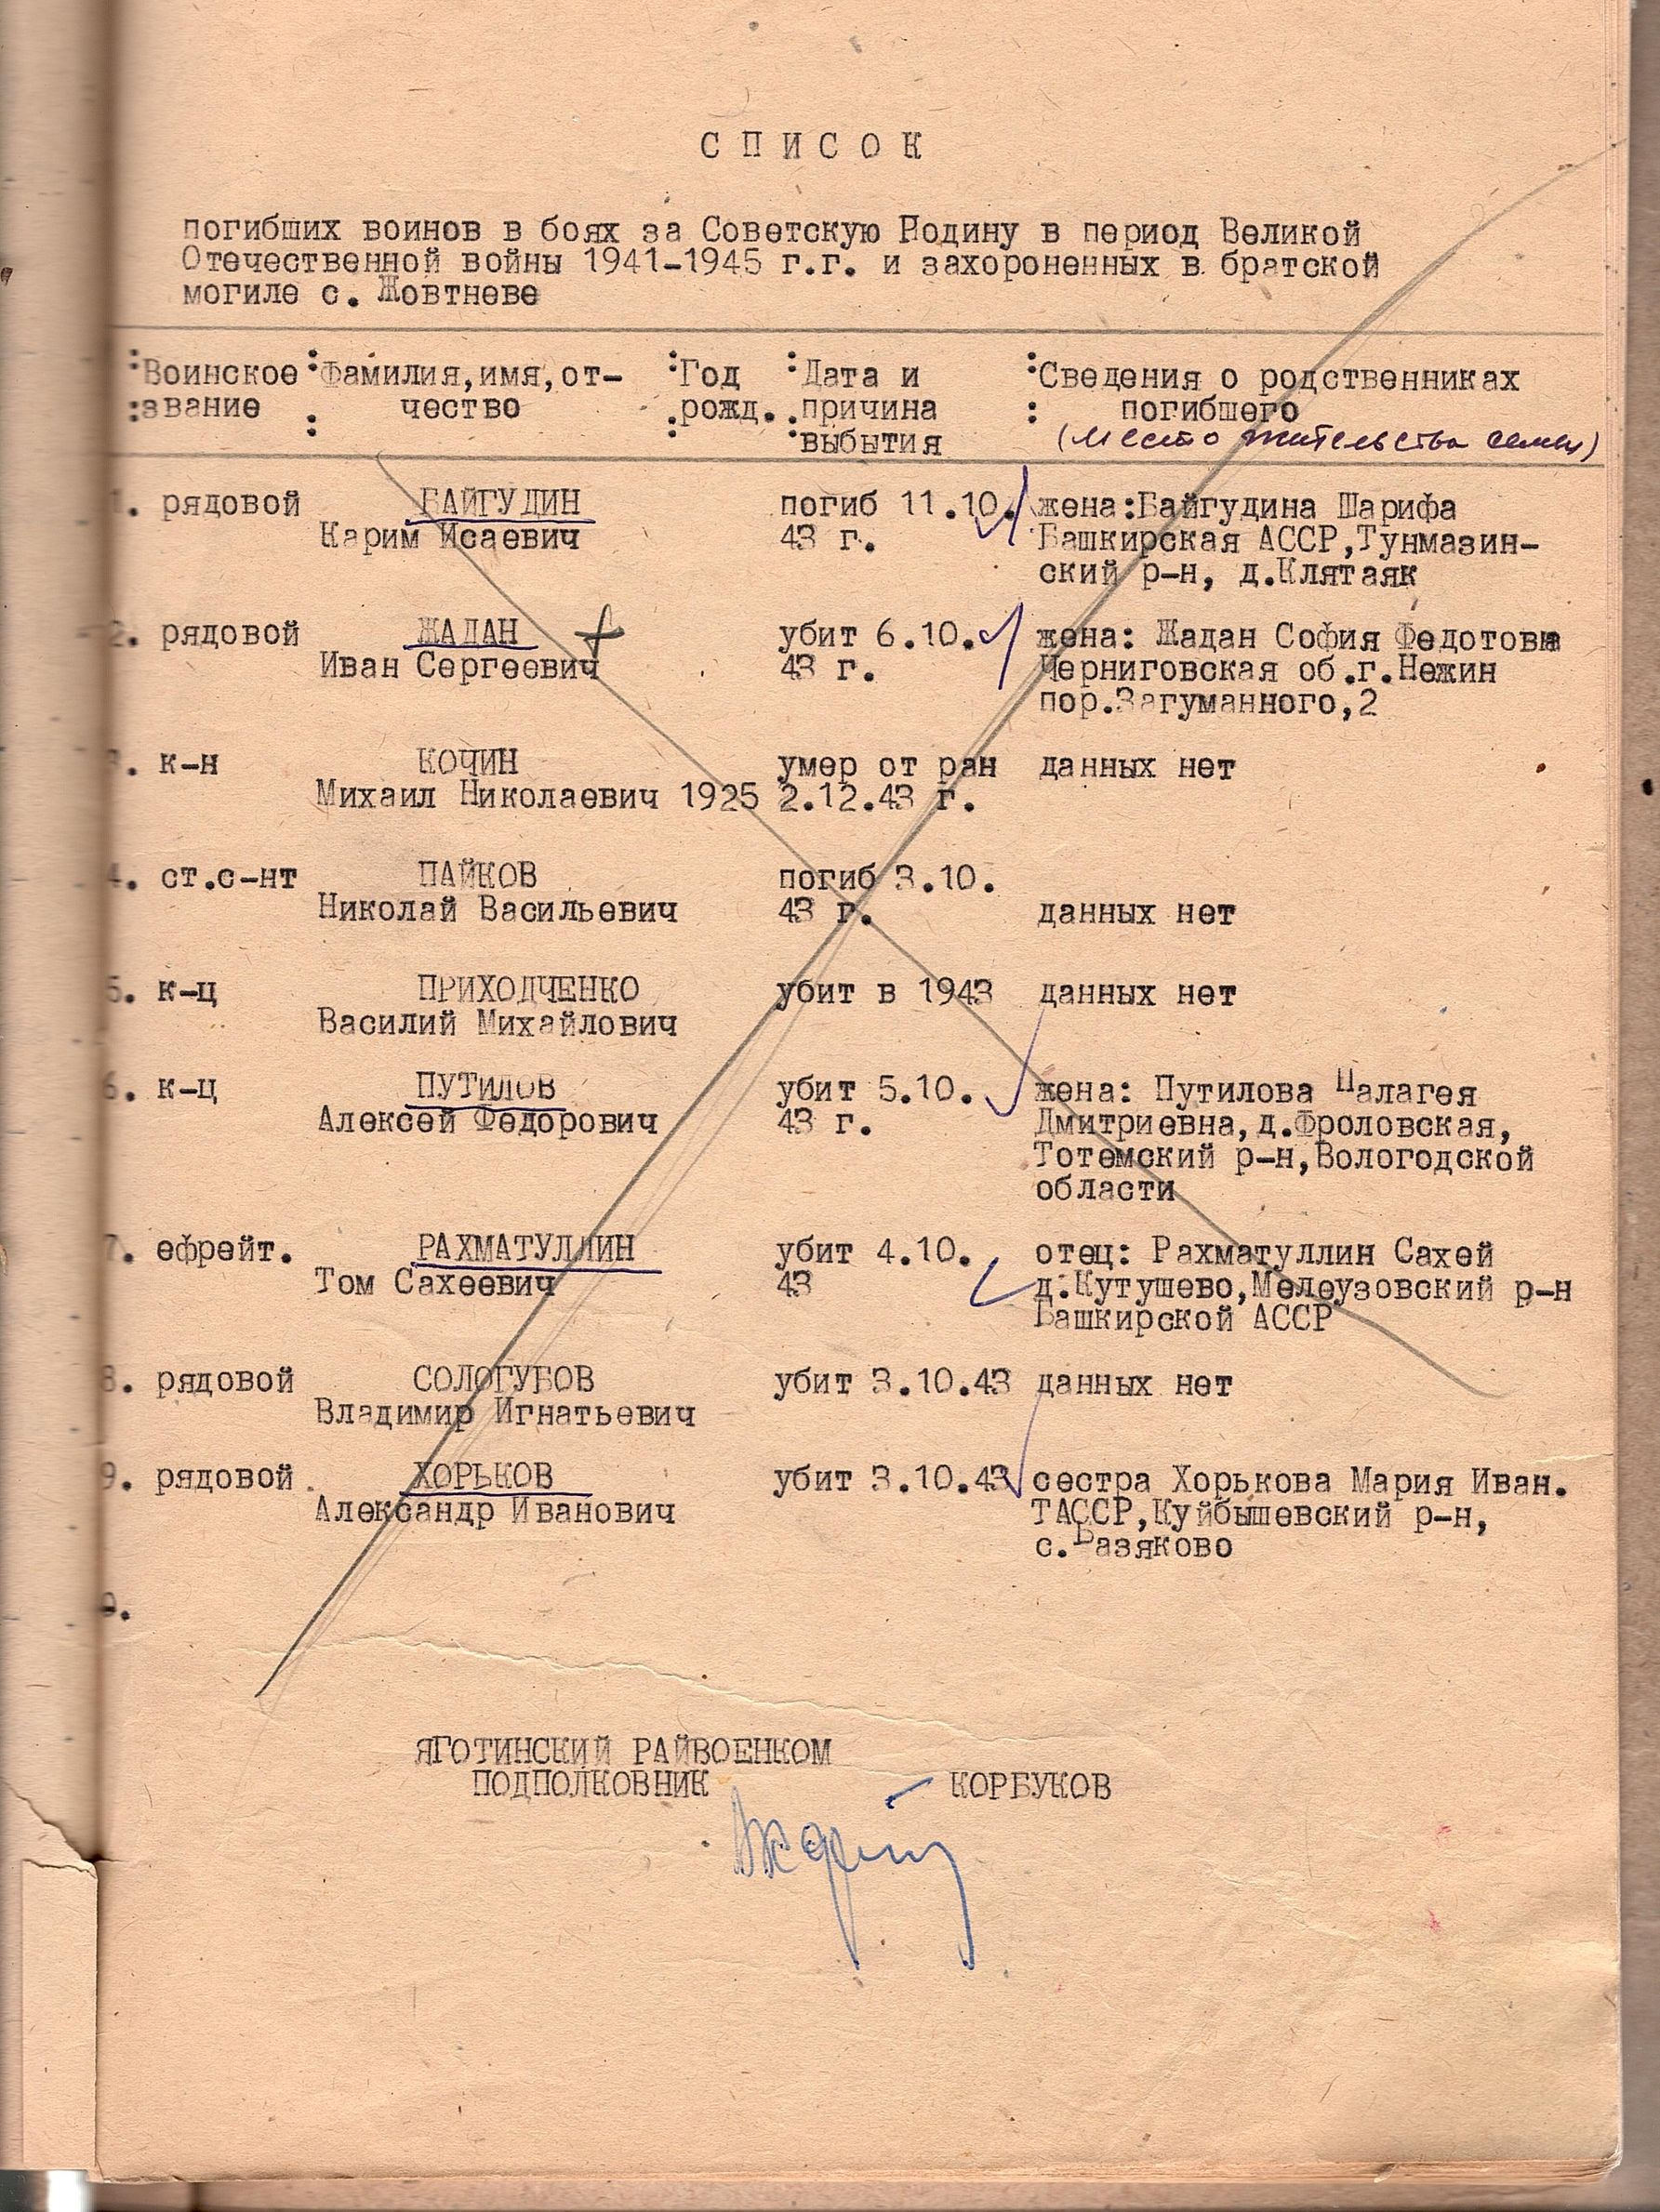 СПИСОК
погибших воинов в боях за Советскую Родину в период Великой
Отечественной войны 1941-1945 г.г. и захороненных в братской
могиле с. Жовтневе
:Воинское :Фамилия,имя,от- :Год :Дата и :Сведения о родственниках
:звание : чество :рожд. :причина : погибшего
:выбытия (место жительства семьи)
1. рядовой БАЙГУДИН погиб 11.10. жена:Байгудина Шарифа
Карим Исаевич 43 г. Башкирская АССР,Тунмазин-
ский р-н, д.Клятаяк
2. рядовой ЖАДАН убит 6.10. жена: Жадан София Федотовна
Иван Сергеевич 43 г. Черниговская об.г.Нежин
пор.Загуманного,2
3. к-н КОЧИН умер от ран данных нет
Михаил Николаевич 1925 2.12.43 г.
4. ст.с-нт ПАЙКОВ погиб 3.10.
Николай Васильевич 43 г. данных нет
5. к-ц ПРИХОДЧЕНКО убит в 1943 данных нет
Василий Михайлович
6. к-ц ПУТИЛОВ убит 5.10. жена: Путилова Палагея
Алексей Федорович 43 г. Дмитриевна,д.Фроловская,
Тотемский р-н,Вологодской
области
7. ефрейт. РАХМАТУЛЛИН убит 4.10. отец: Рахматуллин Сахей
Том Сахеевич 43 д.Кутушево,Мелеузовский р-н
Башкирской АССР
8. рядовой СОЛОГУБОВ убит 3.10.43 данных нет
Владимир Игнатьевич
9. рядовой. ХОРЬКОВ убит 3.10.43 сестра Хорькова Мария Иван.
Александр Иванович ТАССР,Куйбышевский р-н,
с.Разяково
9.
ЯГОТИНСКИЙ РАЙВОЕНКОМ
ПОДПОЛКОВНИК КОРБУКОВ